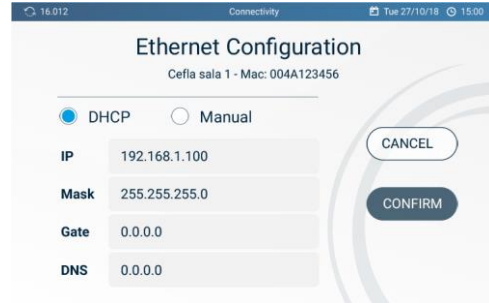 16.012 Connectivity Tue 27/10/18 15:00
Ethernet Configuration
Cefla sala 1 - Mac: 004A123456
DHCP Manual
IP 192.168.1.100
Mask 255.255.255.0
Gate 0.0.0.0
DNS 0.0.0.0
CANCEL
CONFIRM